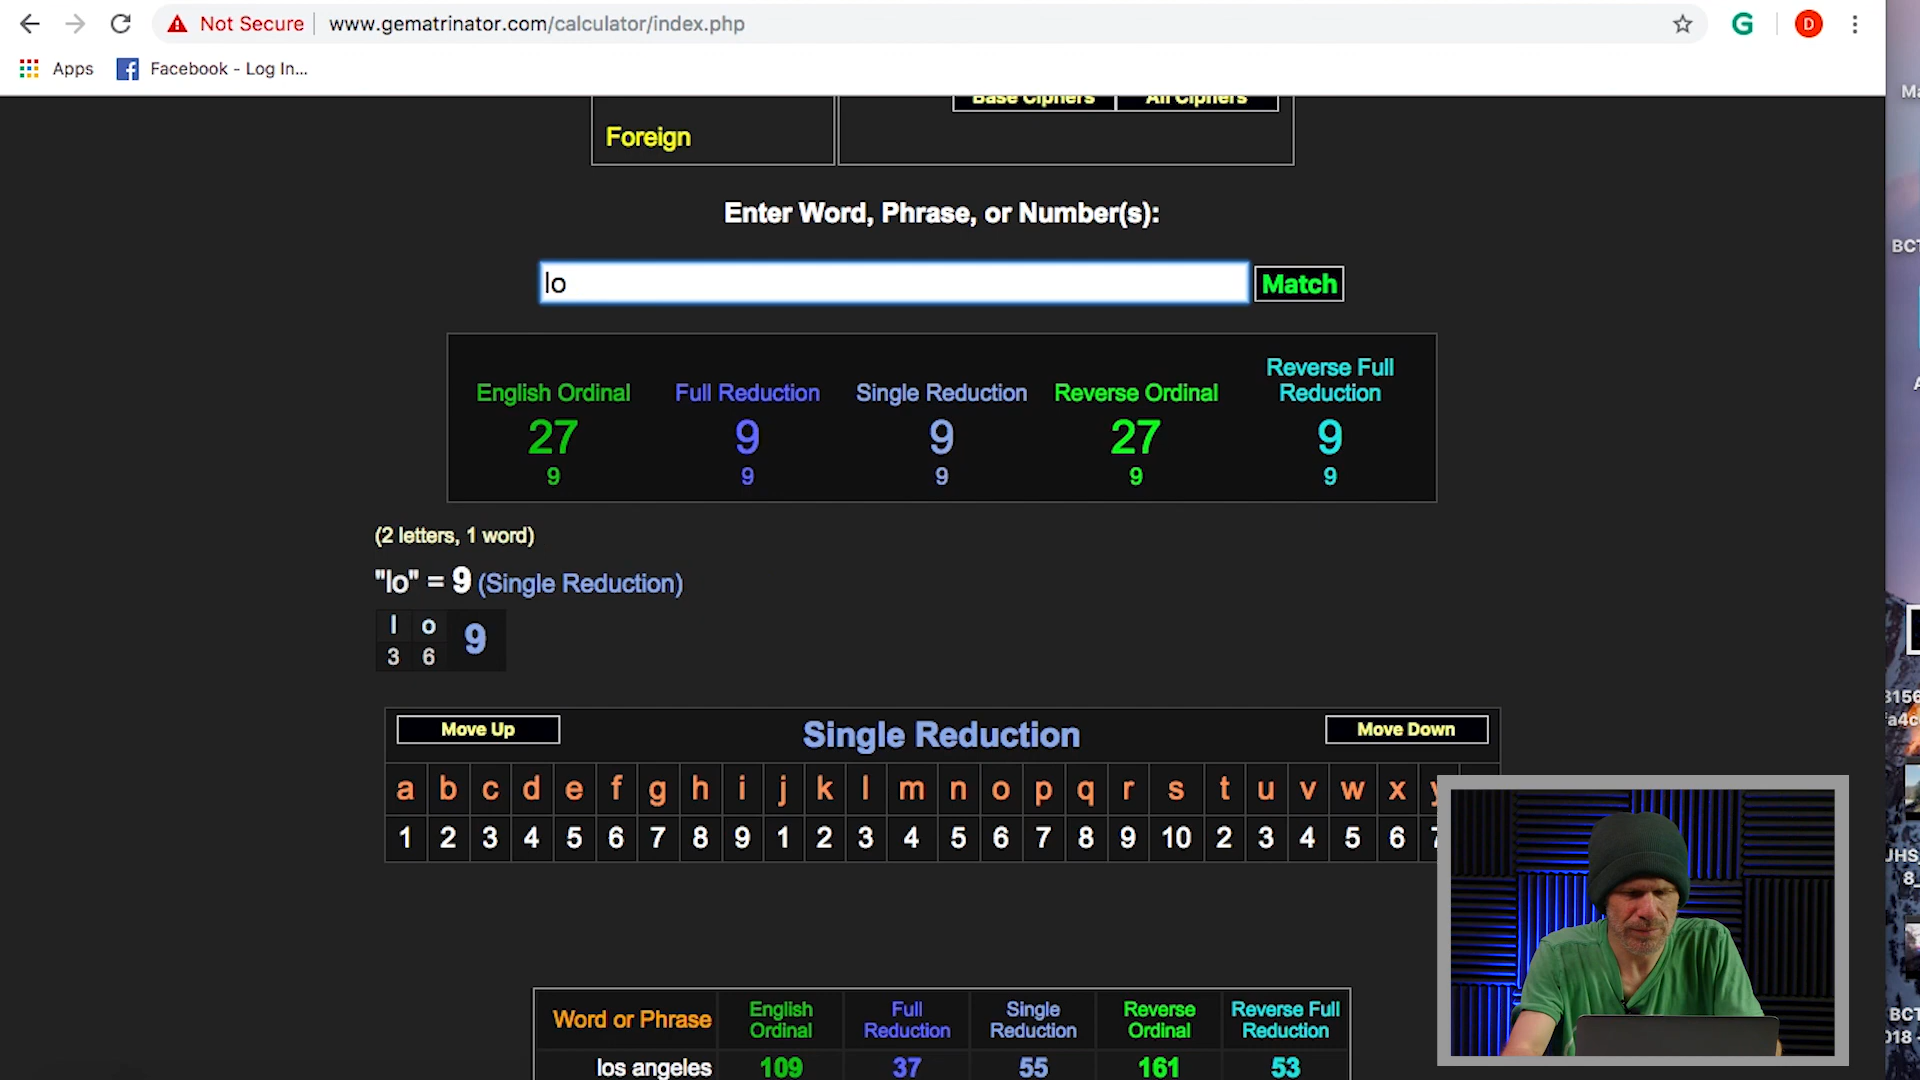 Not Secure www.gematrinator.com/calculator/index.php G D
Apps Facebook - Log In...
Base Ciphers All Ciphers
Foreign
Enter Word, Phrase, or Number(s):
lo Match
English Ordinal Full Reduction Single Reduction Reverse Ordinal Reverse Full Reduction
27 9 9 27 9
9 9 9 9 9
(2 letters, 1 word)
"lo" = 9 (Single Reduction)
l o 9
3 6
Move Up Single Reduction Move Down
a b c d e f g h i j k l m n o p q r s t u v w x y
1 2 3 4 5 6 7 8 9 1 2 3 4 5 6 7 8 9 10 2 3 4 5 6 7
Word or Phrase English Ordinal Full Reduction Single Reduction Reverse Ordinal Reverse Full Reduction
los angeles 109 37 55 161 53